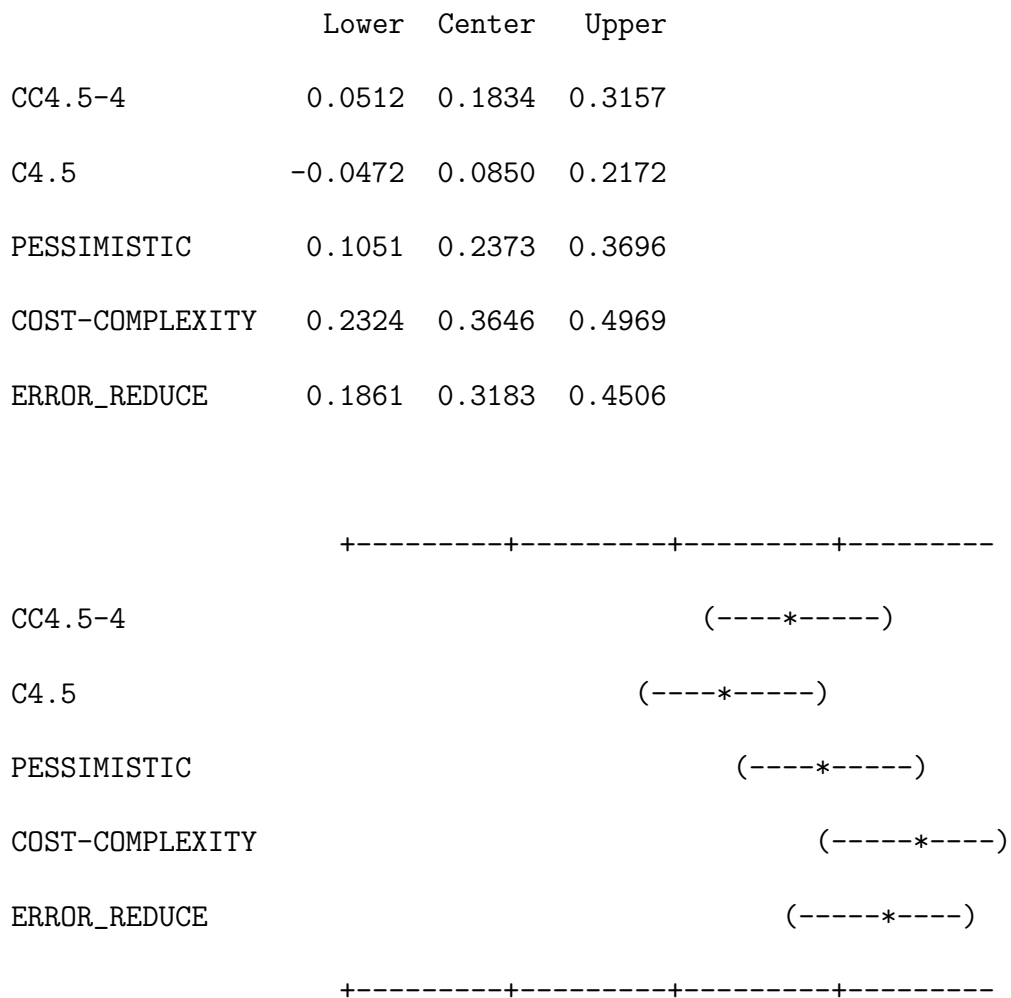 Lower  Center   Upper
CC4.5-4           0.0512  0.1834  0.3157
C4.5             -0.0472  0.0850  0.2172
PESSIMISTIC       0.1051  0.2373  0.3696
COST-COMPLEXITY   0.2324  0.3646  0.4969
ERROR_REDUCE      0.1861  0.3183  0.4506
                    +---------+---------+---------+---------
CC4.5-4                                   (----*-----)
C4.5                                  (----*-----)
PESSIMISTIC                                 (----*-----)
COST-COMPLEXITY                                  (-----*----)
ERROR_REDUCE                                   (-----*----)
                    +---------+---------+---------+---------